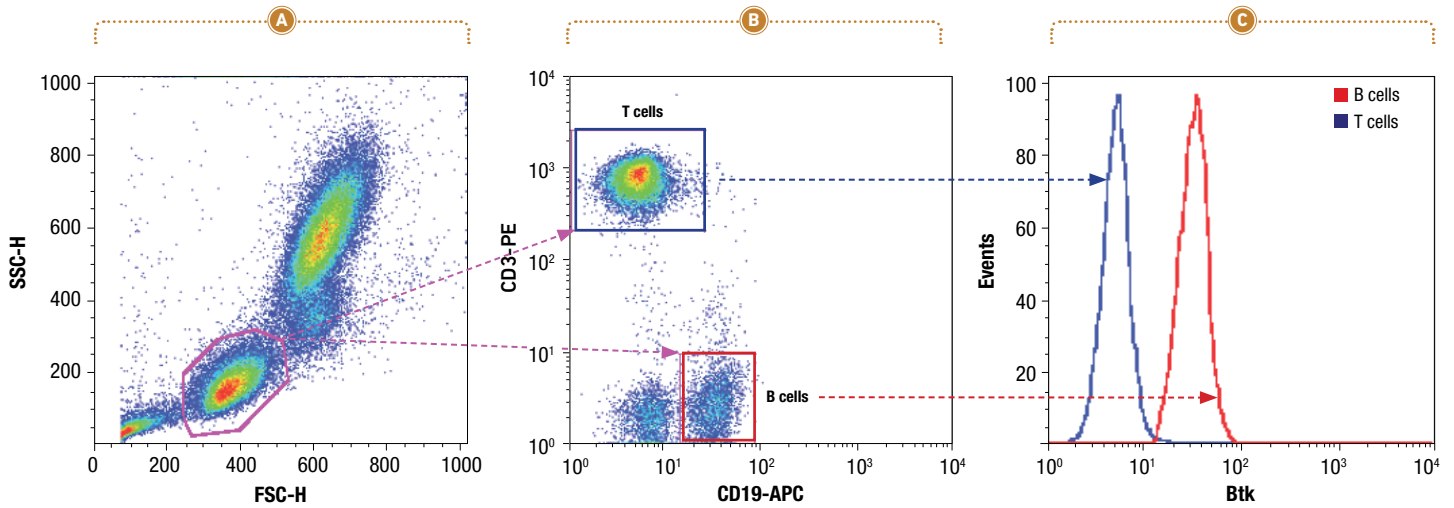 A
B
C
1000
800
600
400
200
SSC-H
0 200 400 600 800 1000
FSC-H
10⁴
10³
10²
10¹
10⁰
CD3-PE
T cells
B cells
10⁰ 10¹ 10² 10³ 10⁴
CD19-APC
100
80
60
40
20
0
Events
B cells
T cells
10⁰ 10¹ 10² 10³ 10⁴
Btk